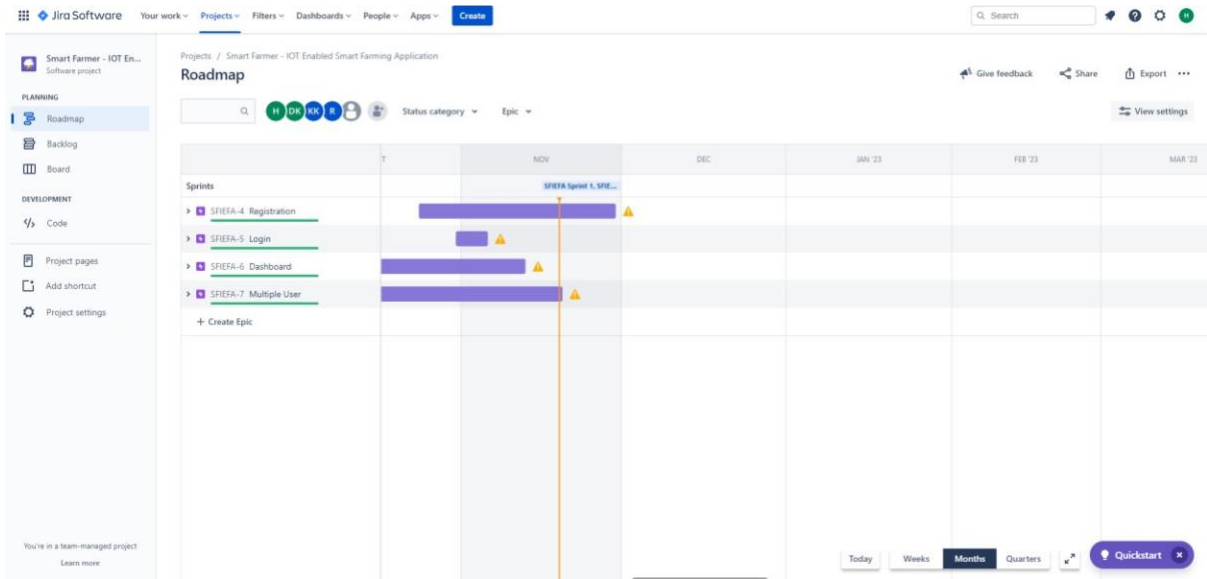 Jira Software Your work Projects Filters Dashboards People Apps Create Search H
Smart Farmer - IOT En...
Software project
PLANNING
Roadmap
Backlog
Board
DEVELOPMENT
Code
Project pages
Add shortcut
Project settings
You're in a team-managed project
Learn more
Projects / Smart Farmer - IOT Enabled Smart Farming Application
Roadmap
Give feedback Share Export
H DK KK R Status category Epic View settings
T NOV DEC JAN '23 FEB '23 MAR '23
Sprints SFIEFA Sprint 1, SFIE...
SFIEFA-4 Registration
SFIEFA-5 Login
SFIEFA-6 Dashboard
SFIEFA-7 Multiple User
+ Create Epic
Today Weeks Months Quarters Quickstart